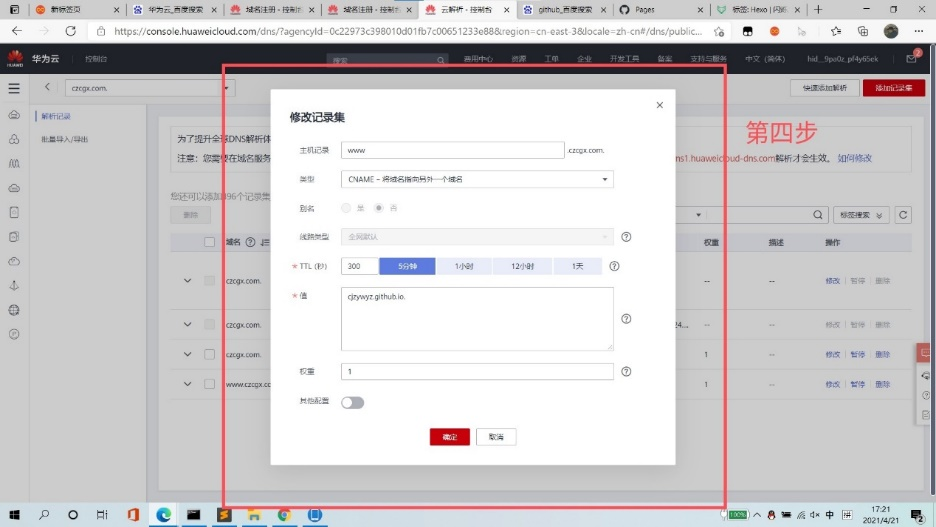 新标签页
华为云_百度搜索
域名注册 - 控制台
域名注册 - 控制台
云解析 - 控制台
github_百度搜索
Pages
标签: Hexo | 闪烁
https://console.huaweicloud.com/dns/?agencyId=0c22973c398010d01fb7c00651233e88&region=cn-east-3&locale=zh-cn#/dns/public...
HUAWEI
华为云
控制台
搜索
费用中心
资源
工单
企业
开发工具
备案
支持与服务
中文 (简体)
hid__9pa0z_pf4y65ek
2
czcgx.com.
快速添加解析
添加记录集
解析记录
批量导入/导出
第四步
为了提升全球DNS解析体
注意：您需要在域名服务
ns1.huaweicloud-dns.com解析才会生效。 如何修改
您还可以添加
96个记录集
删除
标签搜索
域名
权重
描述
操作
czcgx.com.
--
--
修改
暂停
删除
czcgx.com.
24,...
--
--
修改
暂停
删除
czcgx.com.
1
--
修改
暂停
删除
www.czcgx.co
1
--
修改
暂停
删除
修改记录集
主机记录
www
.czcgx.com.
类型
CNAME – 将域名指向另外一个域名
别名
是
否
线路类型
全网默认
* TTL (秒)
300
5分钟
1小时
12小时
1天
* 值
cjzywyz.github.io.
权重
1
其他配置
确定
取消
100%
中
拼
17:21
2021/4/21
2